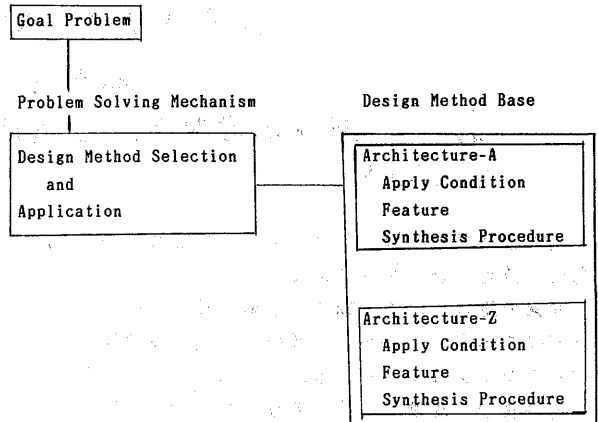 Goal Problem
Problem Solving Mechanism
Design Method Selection
and
Application
Design Method Base
Architecture-A
Apply Condition
Feature
Synthesis Procedure
Architecture-Z
Apply Condition
Feature
Synthesis Procedure